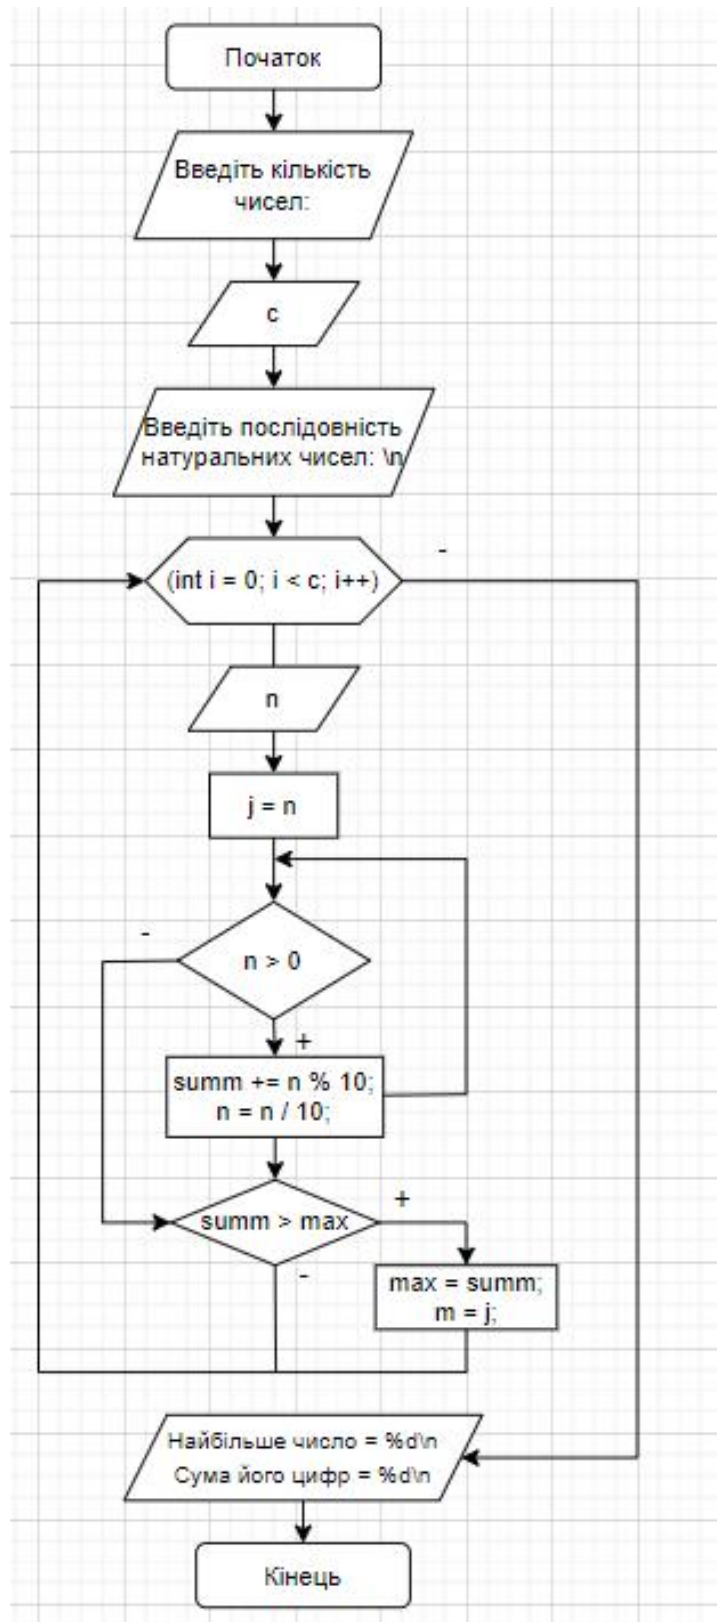 Початок
Введіть кількість
чисел:
c
Введіть послідовність
натуральних чисел: \n
-
(int i = 0; i < c; i++)
n
j = n
-
n > 0
+
summ += n % 10;
n = n / 10;
+
summ > max
-
max = summ;
m = j;
Найбільше число = %d\n
Сума його цифр = %d\n
Кінець